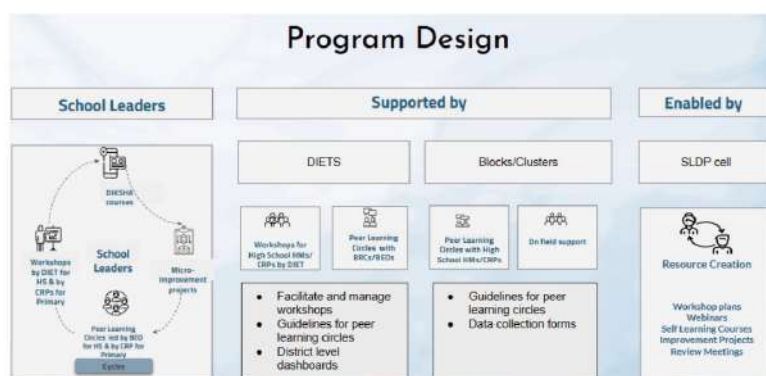 Program Design
School Leaders
DIKSHA
courses
Workshops
by DIET for
HS & by
CRPs for
Primary
School
Leaders
Micro-
improvement
projects
Peer Learning
Circles led by BEO
for HS & by CRP for
Primary
Cycles
Supported by
DIETS
Workshops for
High School HMs/
CRPs by DIET
Peer Learning
Circles with
BRCs/BEOs
Facilitate and manage
workshops
Guidelines for peer
learning circles
District level
dashboards
Blocks/Clusters
Peer Learning
Circles with High
School HMs/CRPs
On field support
Guidelines for peer
learning circles
Data collection forms
Enabled by
SLDP cell
Resource Creation
Workshop plans
Webinars
Self Learning Courses
Improvement Projects
Review Meetings